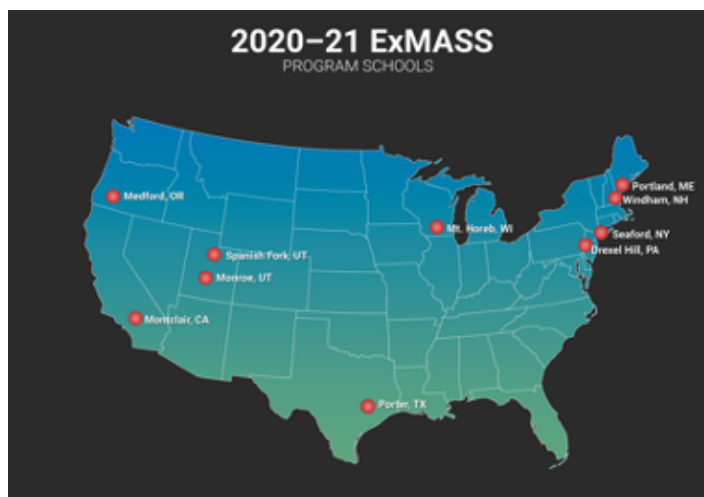 2020–21 ExMASS
PROGRAM SCHOOLS
Portland, ME
Medford, OR
Windham, NH
Mt. Horeb, WI
Seaford, NY
Drexel Hill, PA
Spanish Fork, UT
Monroe, UT
Montclair, CA
Porter, TX